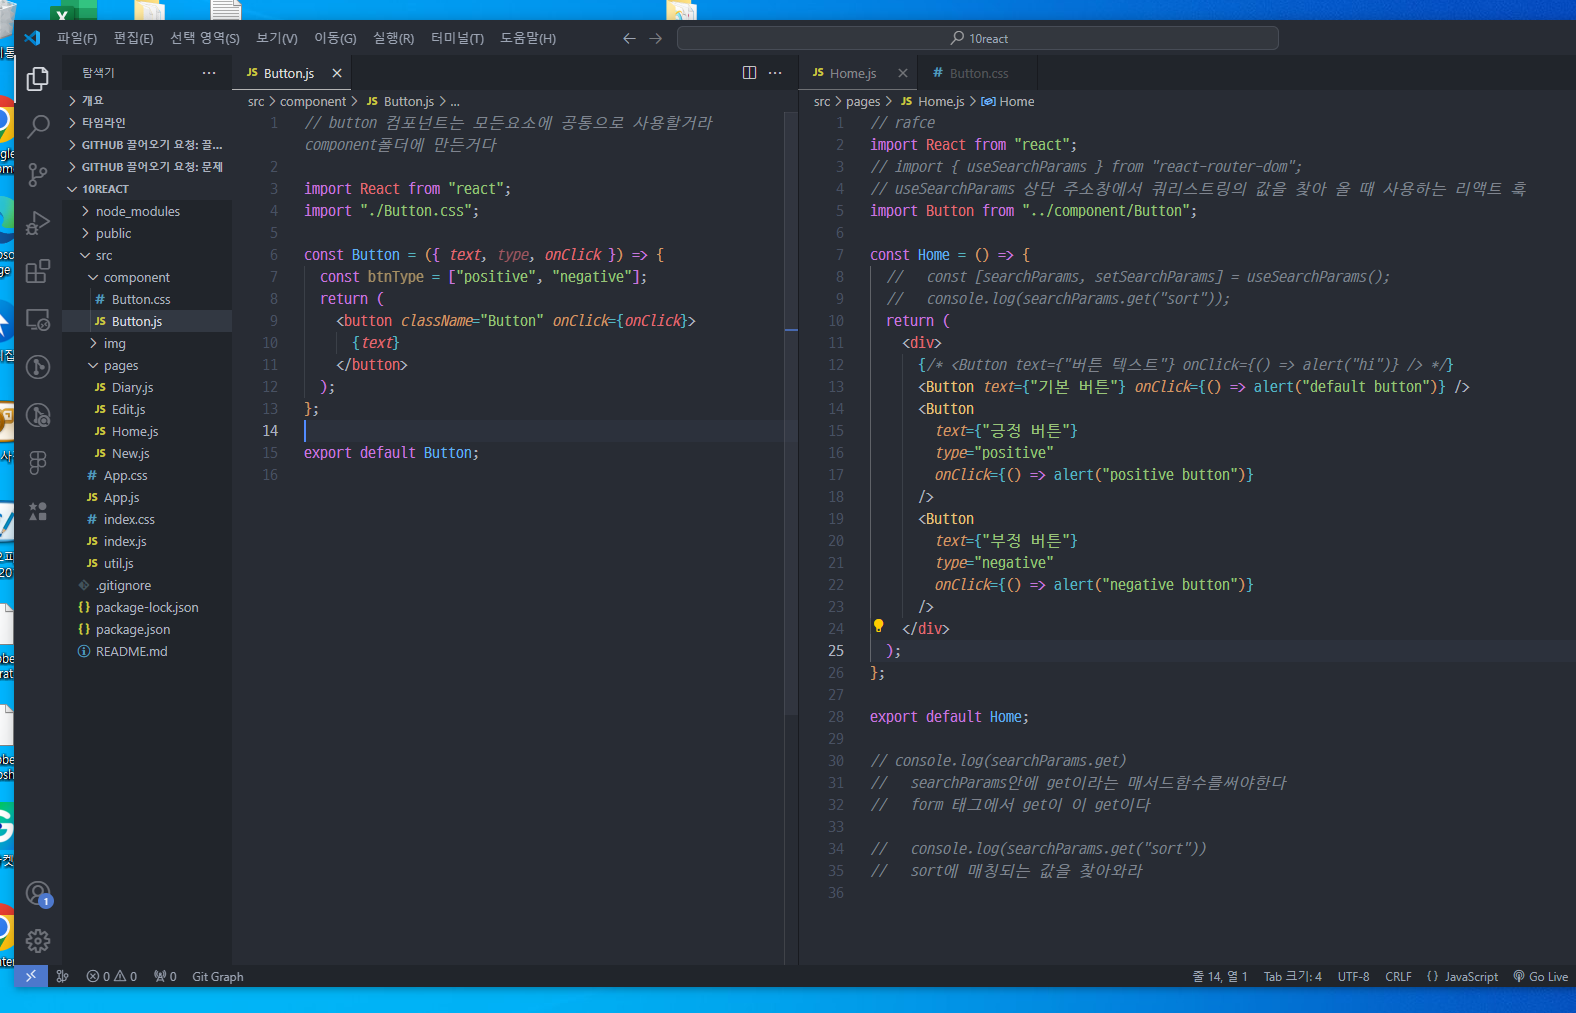 파일(F) 편집(E) 선택 영역(S) 보기(V) 이동(G) 실행(R) 터미널(T) 도움말(H) 10react
탐색기
개요
타임라인
GITHUB 끌어오기 요청: 끌...
GITHUB 끌어오기 요청: 문제
10REACT
node_modules
public
src
component
# Button.css
JS Button.js
img
pages
JS Diary.js
JS Edit.js
JS Home.js
JS New.js
# App.css
JS App.js
# index.css
JS index.js
JS util.js
.gitignore
{} package-lock.json
{} package.json
README.md
JS Button.js
src > component > JS Button.js > ...
1 // button 컴포넌트는 모든요소에 공통으로 사용할거라
component폴더에 만든거다
2
3 import React from "react";
4 import "./Button.css";
5
6 const Button = ({ text, type, onClick }) => {
7 const btnType = ["positive", "negative"];
8 return (
9 <button className="Button" onClick={onClick}>
10 {text}
11 </button>
12 );
13 };
14
15 export default Button;
16
JS Home.js # Button.css
src > pages > JS Home.js > Home
1 // rafce
2 import React from "react";
3 // import { useSearchParams } from "react-router-dom";
4 // useSearchParams 상단 주소창에서 쿼리스트링의 값을 찾아 올 때 사용하는 리액트 훅
5 import Button from "../component/Button";
6
7 const Home = () => {
8 // const [searchParams, setSearchParams] = useSearchParams();
9 // console.log(searchParams.get("sort"));
10 return (
11 <div>
12 {/* <Button text={"버튼 텍스트"} onClick={() => alert("hi")} /> */}
13 <Button text={"기본 버튼"} onClick={() => alert("default button")} />
14 <Button
15 text={"긍정 버튼"}
16 type="positive"
17 onClick={() => alert("positive button")}
18 />
19 <Button
20 text={"부정 버튼"}
21 type="negative"
22 onClick={() => alert("negative button")}
23 />
24 </div>
25 );
26 };
27
28 export default Home;
29
30 // console.log(searchParams.get)
31 // searchParams안에 get이라는 매서드함수를써야한다
32 // form 태그에서 get이 이 get이다
33
34 // console.log(searchParams.get("sort"))
35 // sort에 매칭되는 값을 찾아와라
36
1
0 0 0 Git Graph 줄 14, 열 1 Tab 크기: 4 UTF-8 CRLF {} JavaScript Go Live